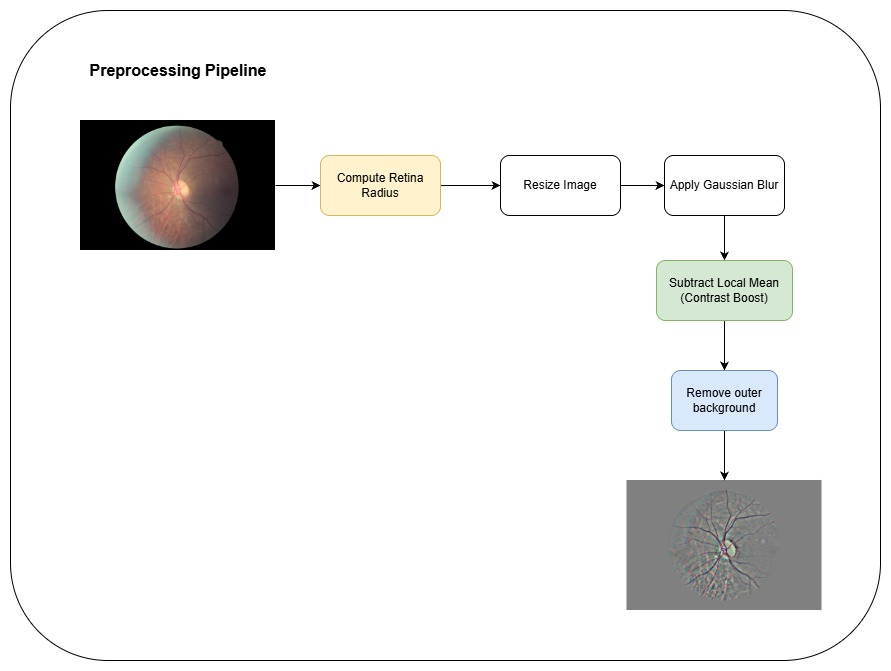 Preprocessing Pipeline
Compute Retina
Radius
Resize Image
Apply Gaussian Blur
Subtract Local Mean
(Contrast Boost)
Remove outer
background